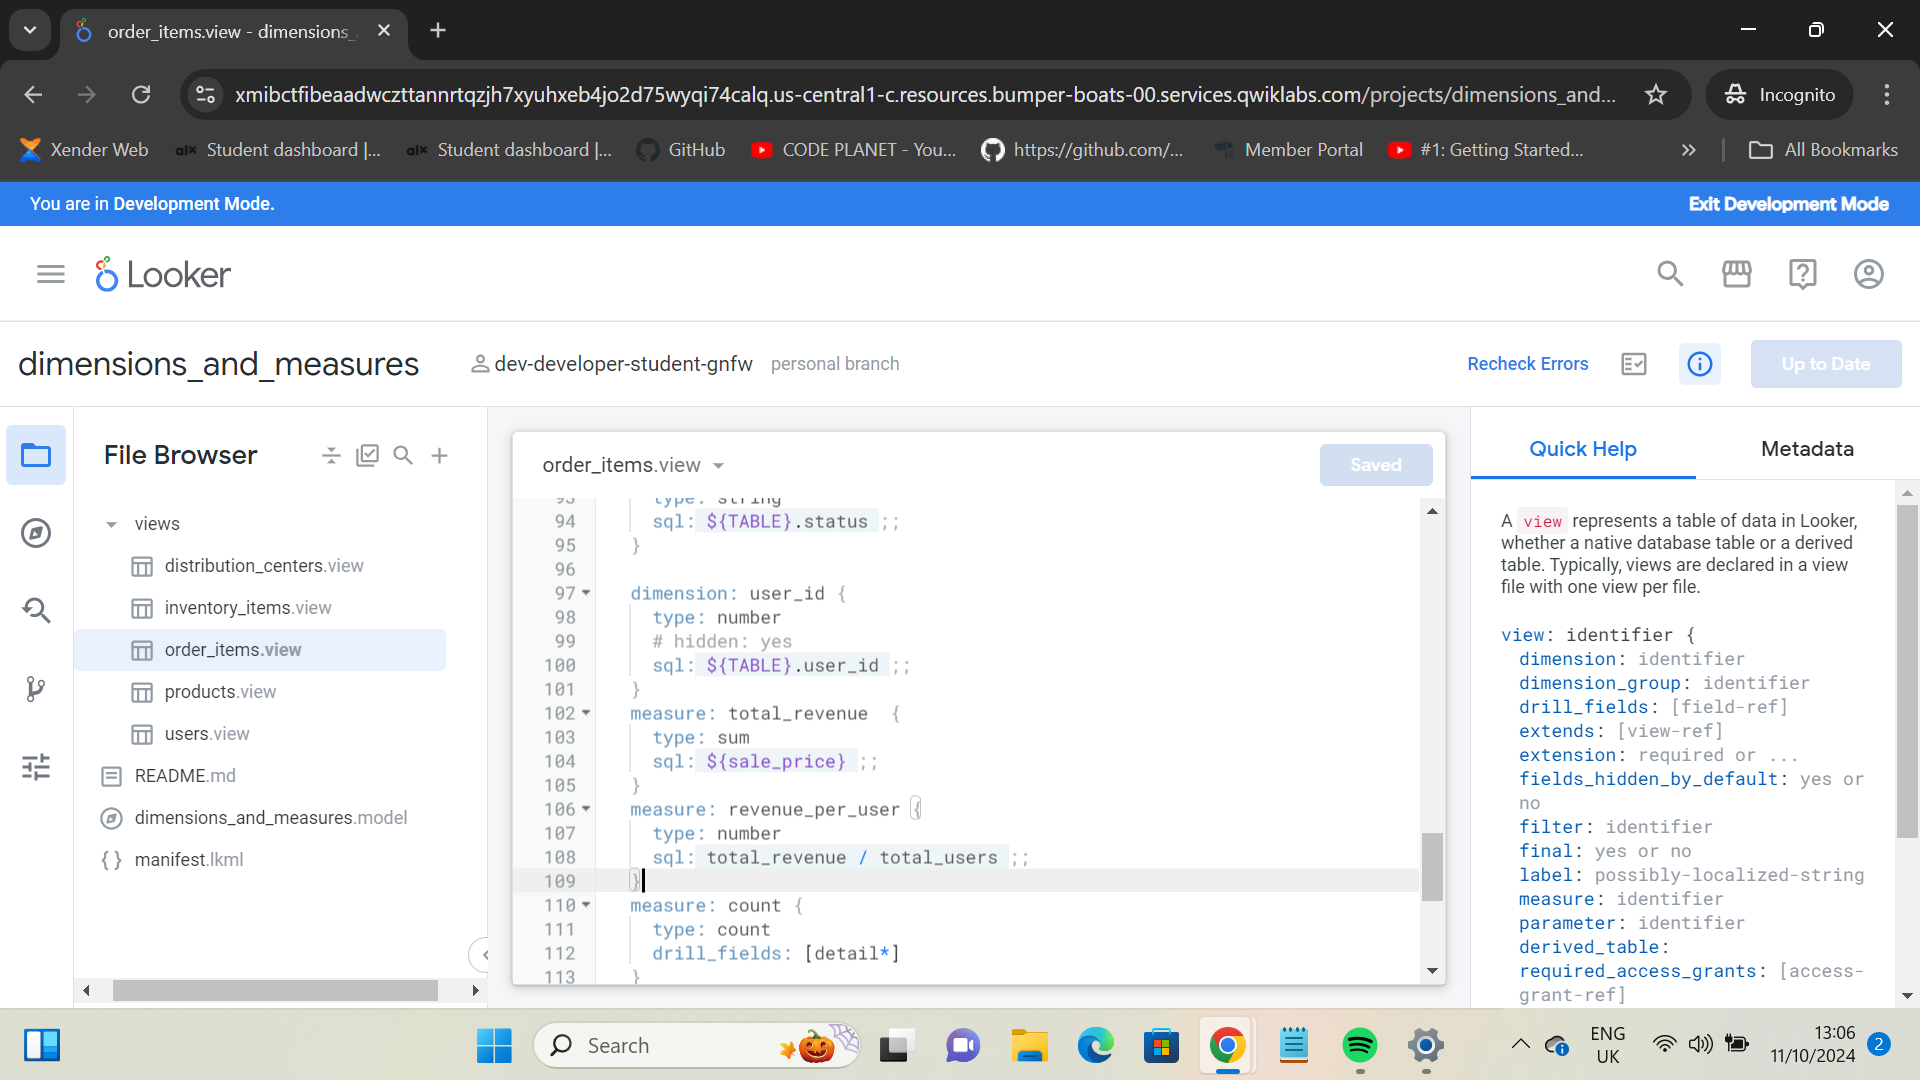 order_items.view - dimensions_
xmibctfibeaadwczttannrtqzjh7xyuhxeb4jo2d75wyqi74calq.us-central1-c.resources.bumper-boats-00.services.qwiklabs.com/projects/dimensions_and...
Incognito
Xender Web
Student dashboard |...
Student dashboard |...
GitHub
CODE PLANET - You...
https://github.com/...
Member Portal
#1: Getting Started...
All Bookmarks
You are in Development Mode.
Exit Development Mode
Looker
dimensions_and_measures
dev-developer-student-gnfw personal branch
Recheck Errors
Up to Date
File Browser
views
distribution_centers.view
inventory_items.view
order_items.view
products.view
users.view
README.md
dimensions_and_measures.model
manifest.lkml
order_items.view
Saved
93 type: string
94 sql: ${TABLE}.status ;;
95 }
96
97 dimension: user_id {
98 type: number
99 # hidden: yes
100 sql: ${TABLE}.user_id ;;
101 }
102 measure: total_revenue {
103 type: sum
104 sql: ${sale_price} ;;
105 }
106 measure: revenue_per_user {
107 type: number
108 sql: total_revenue / total_users ;;
109 }
110 measure: count {
111 type: count
112 drill_fields: [detail*]
113 }
Quick Help
Metadata
A view represents a table of data in Looker,
whether a native database table or a derived
table. Typically, views are declared in a view
file with one view per file.
view: identifier {
dimension: identifier
dimension_group: identifier
drill_fields: [field-ref]
extends: [view-ref]
extension: required or ...
fields_hidden_by_default: yes or
no
filter: identifier
final: yes or no
label: possibly-localized-string
measure: identifier
parameter: identifier
derived_table:
required_access_grants: [access-
grant-ref]
Search
ENG
UK
13:06
11/10/2024
2